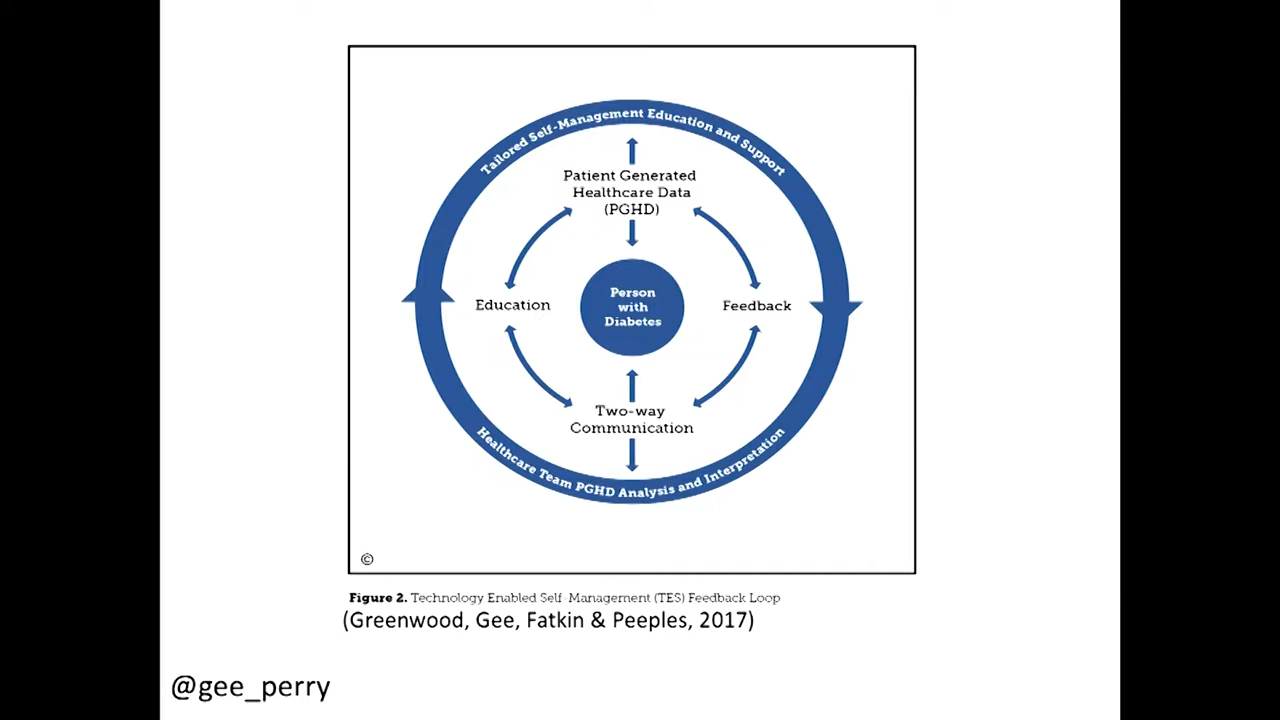 Tailored Self-Management Education and Support
Patient Generated
Healthcare Data
(PGHD)
Education
Person
with
Diabetes
Feedback
Two-way
Communication
Healthcare Team PGHD Analysis and Interpretation
©
Figure 2. Technology Enabled Self-Management (TES) Feedback Loop
(Greenwood, Gee, Fatkin & Peeples, 2017)
@gee_perry